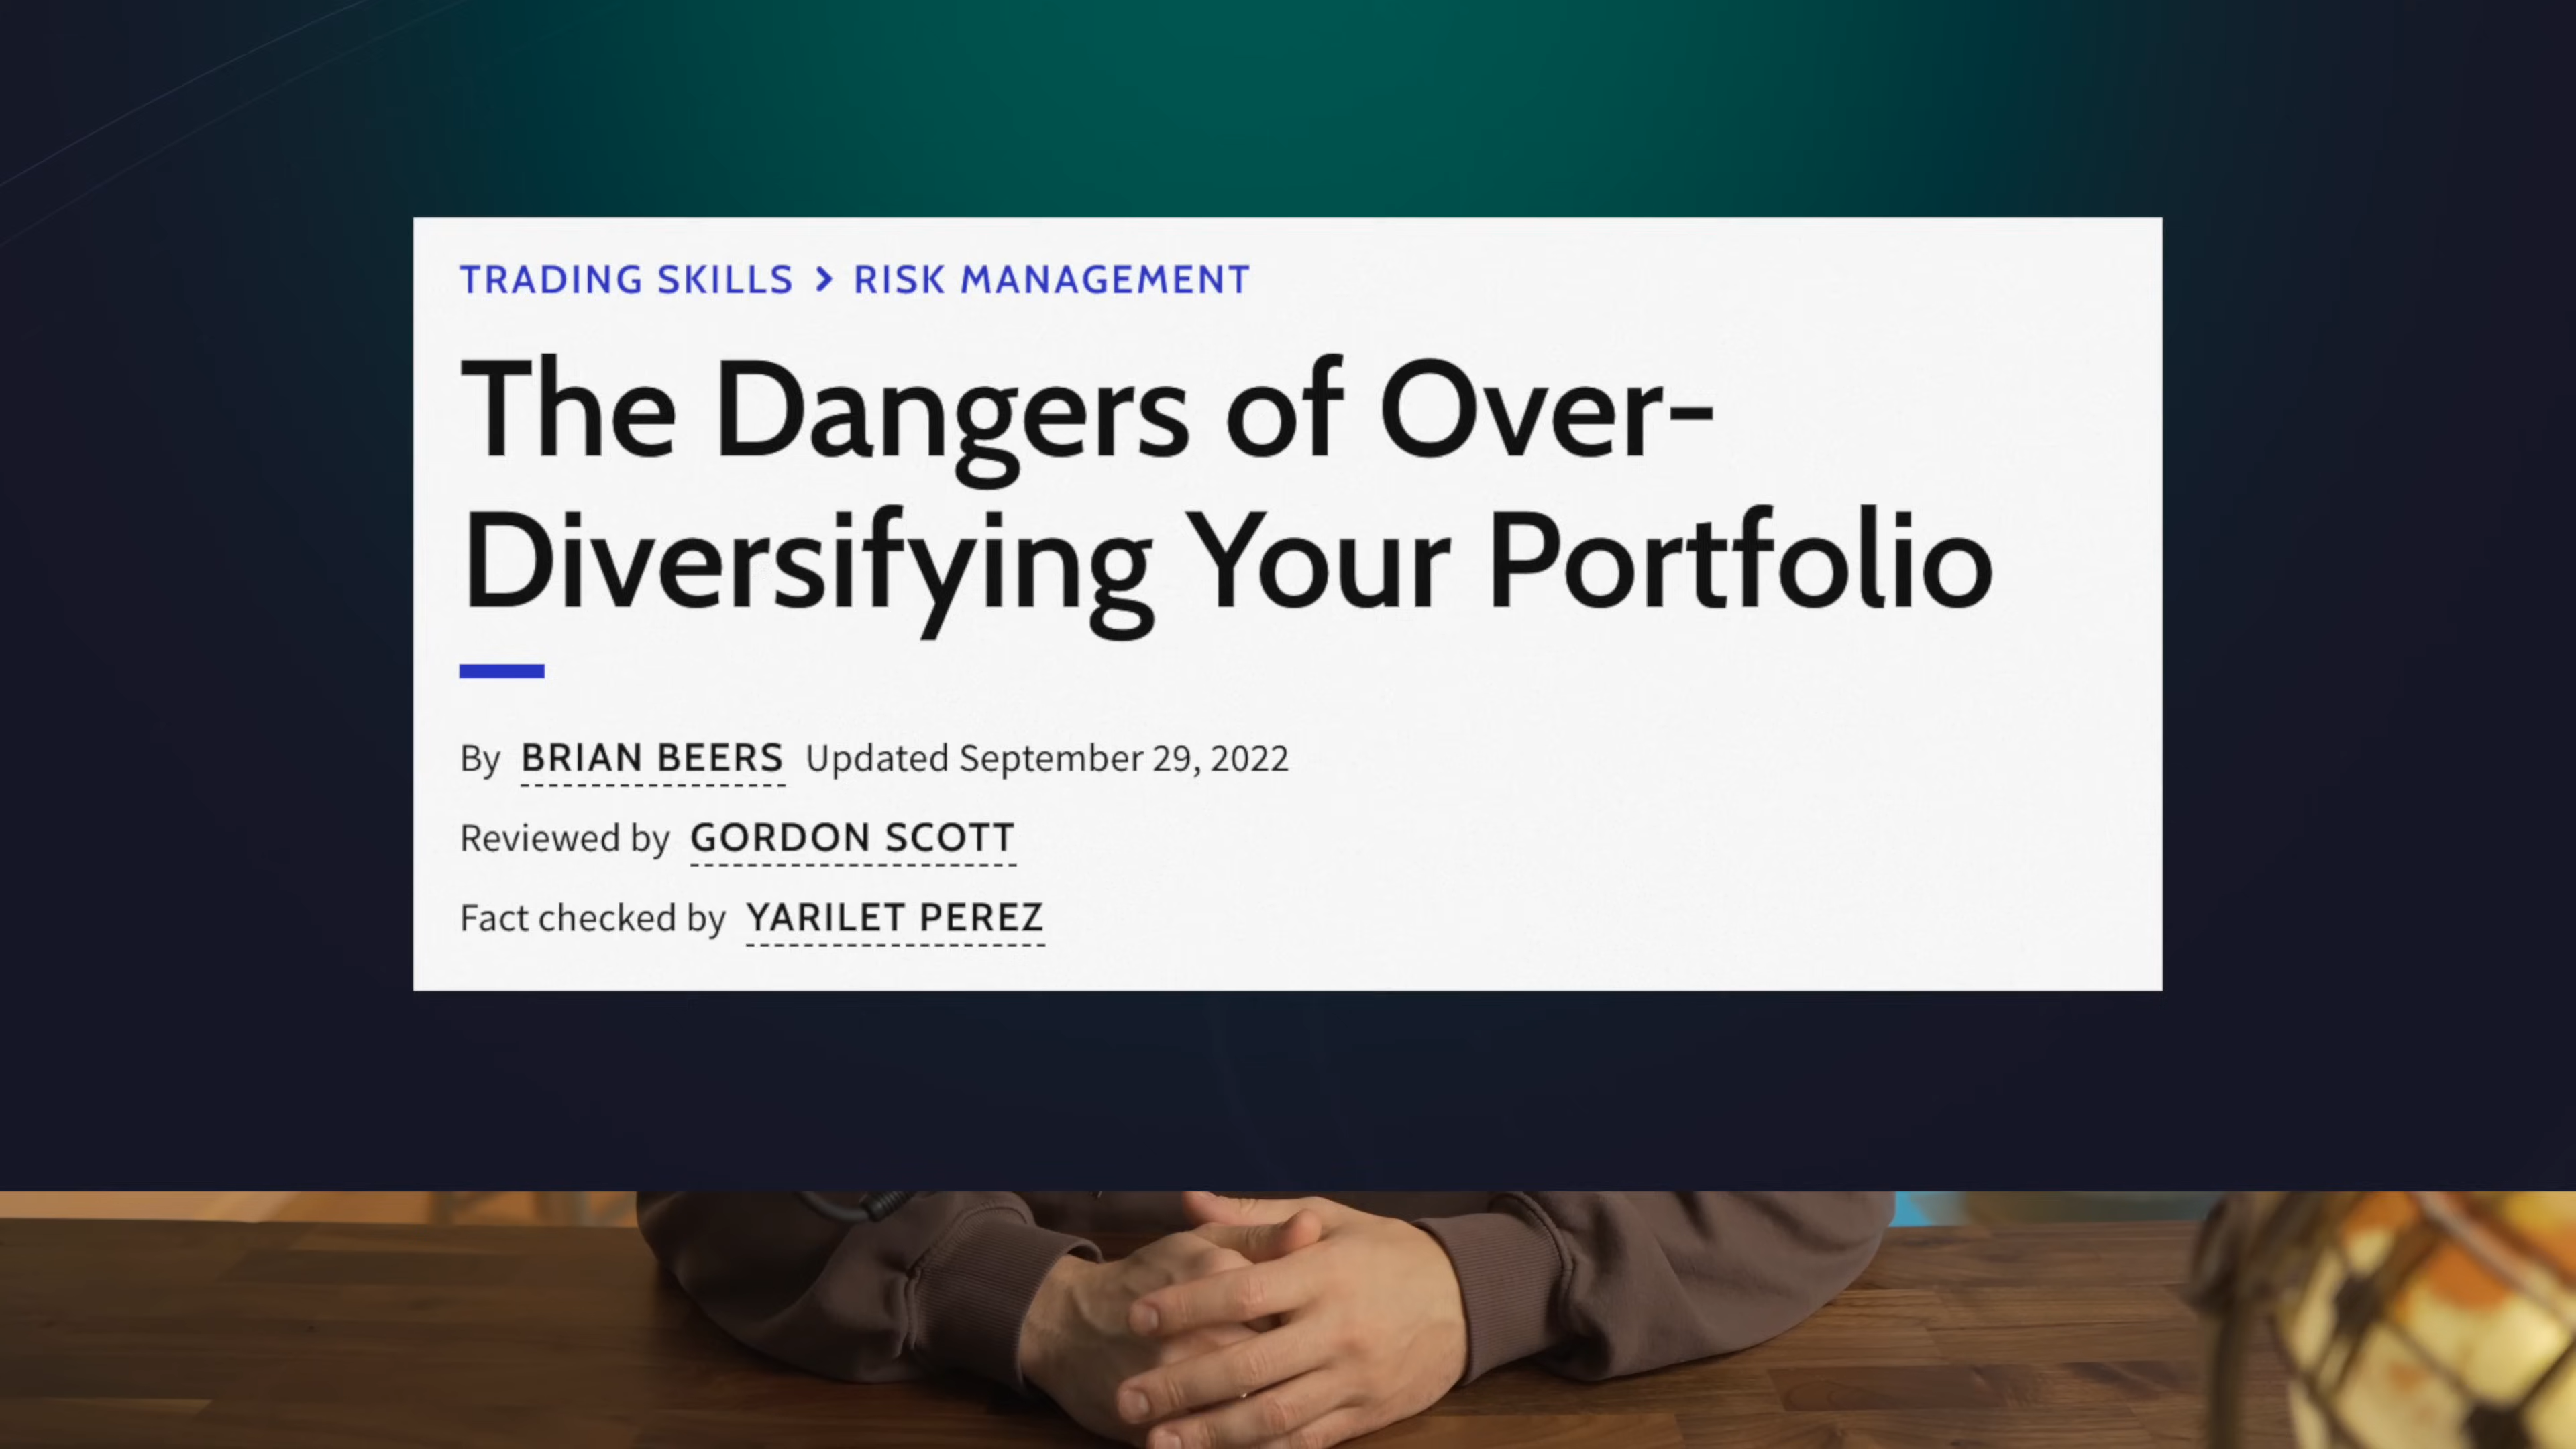 TRADING SKILLS > RISK MANAGEMENT
The Dangers of Over-
Diversifying Your Portfolio
By BRIAN BEERS Updated September 29, 2022
Reviewed by GORDON SCOTT
Fact checked by YARILET PEREZ